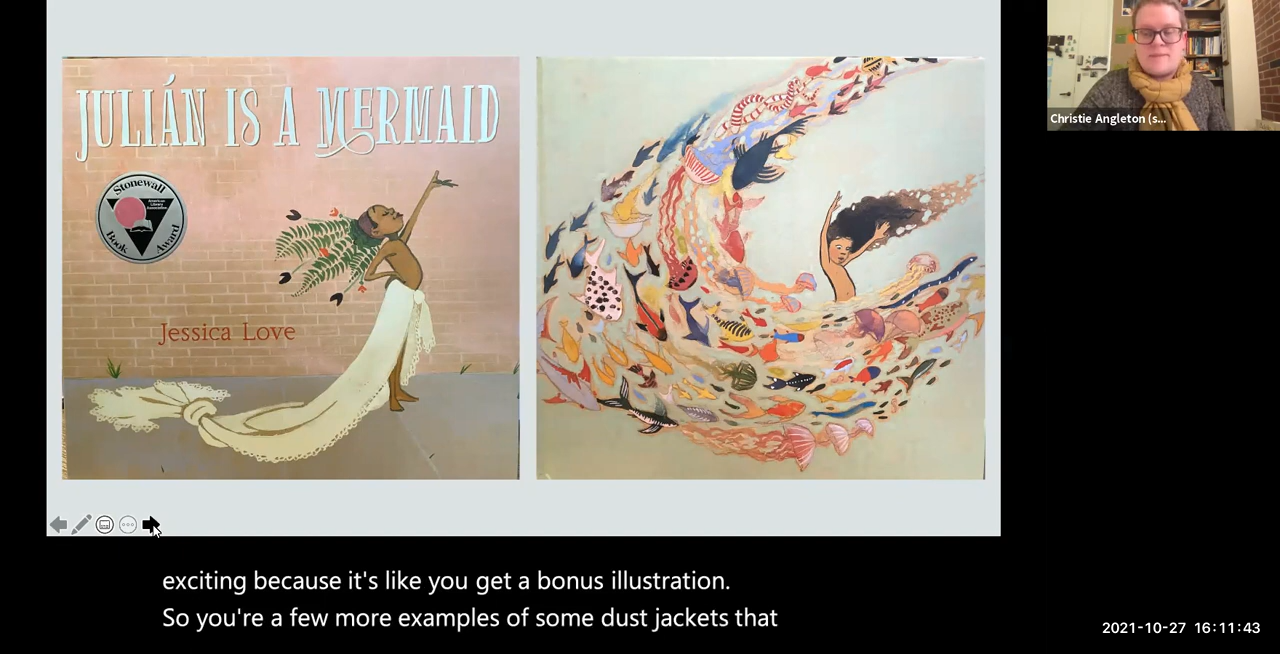 JULIÁN IS A MERMAID
Stonewall
American
Library
Association
Book
Award
Jessica Love
Christie Angleton (s...
exciting because it's like you get a bonus illustration.
So you're a few more examples of some dust jackets that
2021-10-27 16:11:43